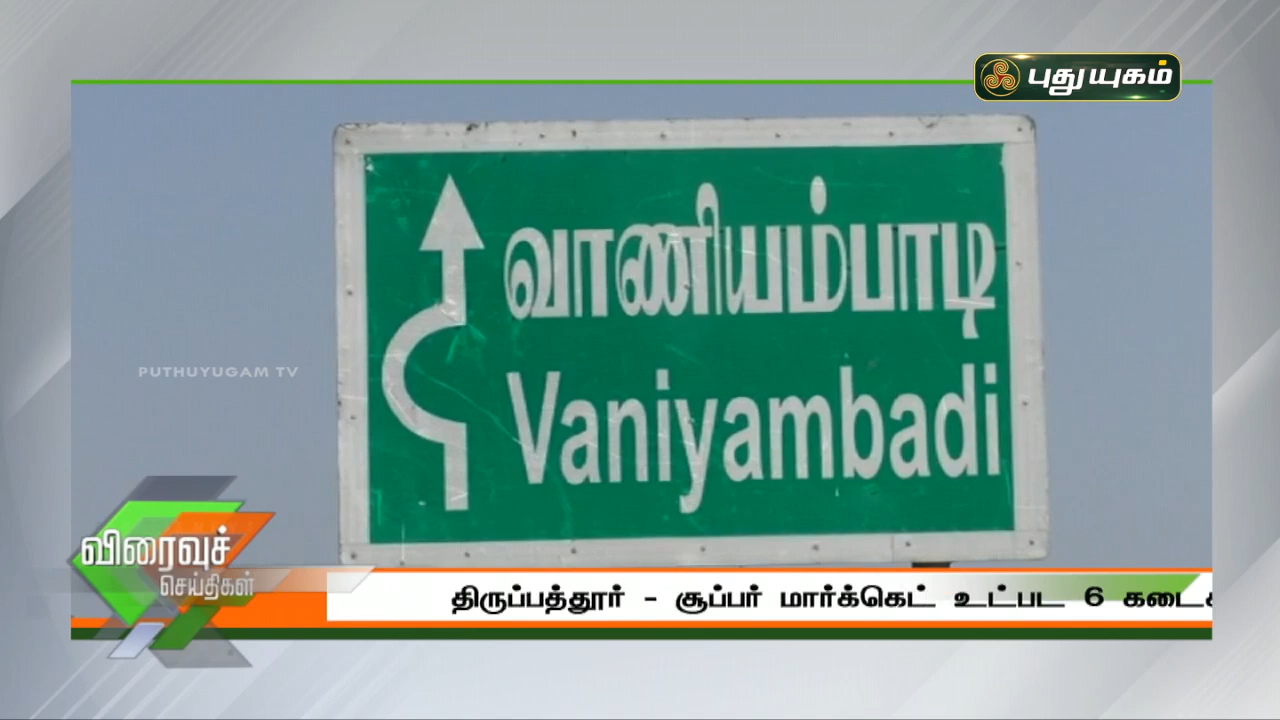 புதுயுகம்
வாணியம்பாடி
Vaniyambadi
PUTHUYUGAM TV
விரைவுச்
செய்திகள்
திருப்பத்தூர் - சூப்பர் மார்க்கெட் உட்பட 6